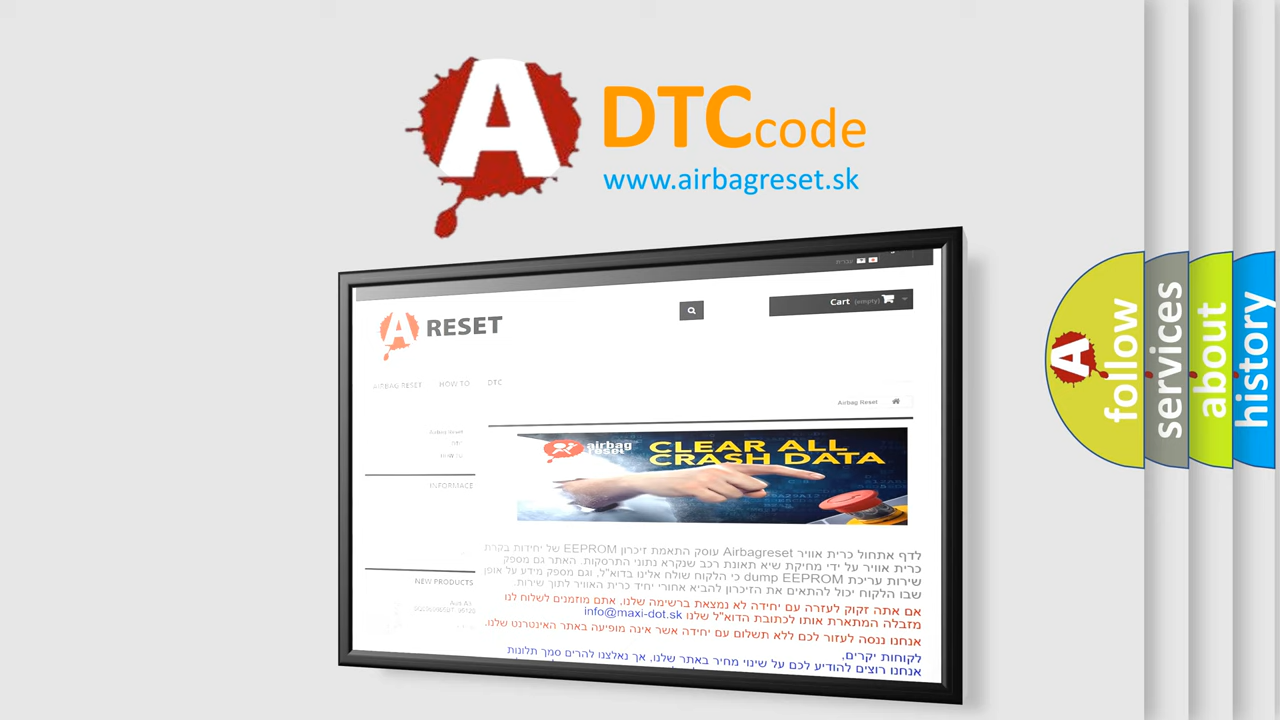 A
DTC code
www.airbagreset.sk
עברית
Cart (empty)
A RESET
AIRBAG RESET HOW TO DTC
Airbag Reset
Airbag Reset
HOW TO
INFORMACE
NEW PRODUCTS
airbag
reset
CLEAR ALL
CRASH DATA
לדף אתחול כרית אוויר Airbagreset עוסק התאמת זיכרון EEPROM של יחידות בקרת
כרית אוויר על ידי מחיקת שיא תאונת רכב שנקרא נתוני התרסקות. האתר גם מספק
שירות עריכת dump EEPROM כי הלקוח שולח אלינו בדוא"ל, וגם מספק מידע על אופן
שבו הלקוח יכול להתאים את הזיכרון להביא אחורי יחיד כרית האוויר לתוך שירות.
אם אתה זקוק לעזרה עם יחידה לא נמצאת ברשימה שלנו, אתם מוזמנים לשלוח לנו
מזבלה המתארת אותו לכתובת הדוא"ל שלנו info@maxi-dot.sk
אנחנו ננסה לעזור לכם ללא תשלום עם יחידה אשר אינה מופיעה באתר האינטרנט שלנו.
לקוחות יקרים,
אנחנו רוצים להודיע לכם על שינוי מחיר באתר שלנו, אך נאלצנו להרים סמך תלונות
A
follow
services
about
history